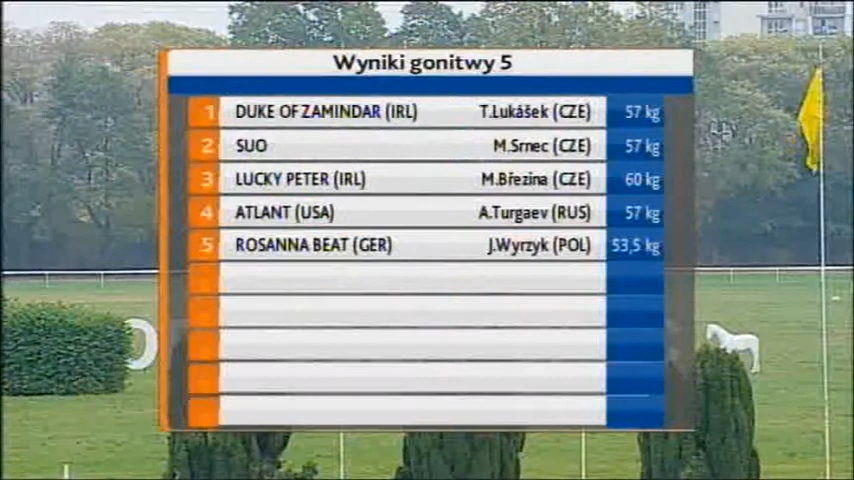 Wyniki gonitwy 5
1 DUKE OF ZAMINDAR (IRL) T.Lukášek (CZE) 57 kg
2 SUO M.Srnec (CZE) 57 kg
3 LUCKY PETER (IRL) M.Březina (CZE) 60 kg
4 ATLANT (USA) A.Turgaev (RUS) 57 kg
5 ROSANNA BEAT (GER) J.Wyrzyk (POL) 53,5 kg